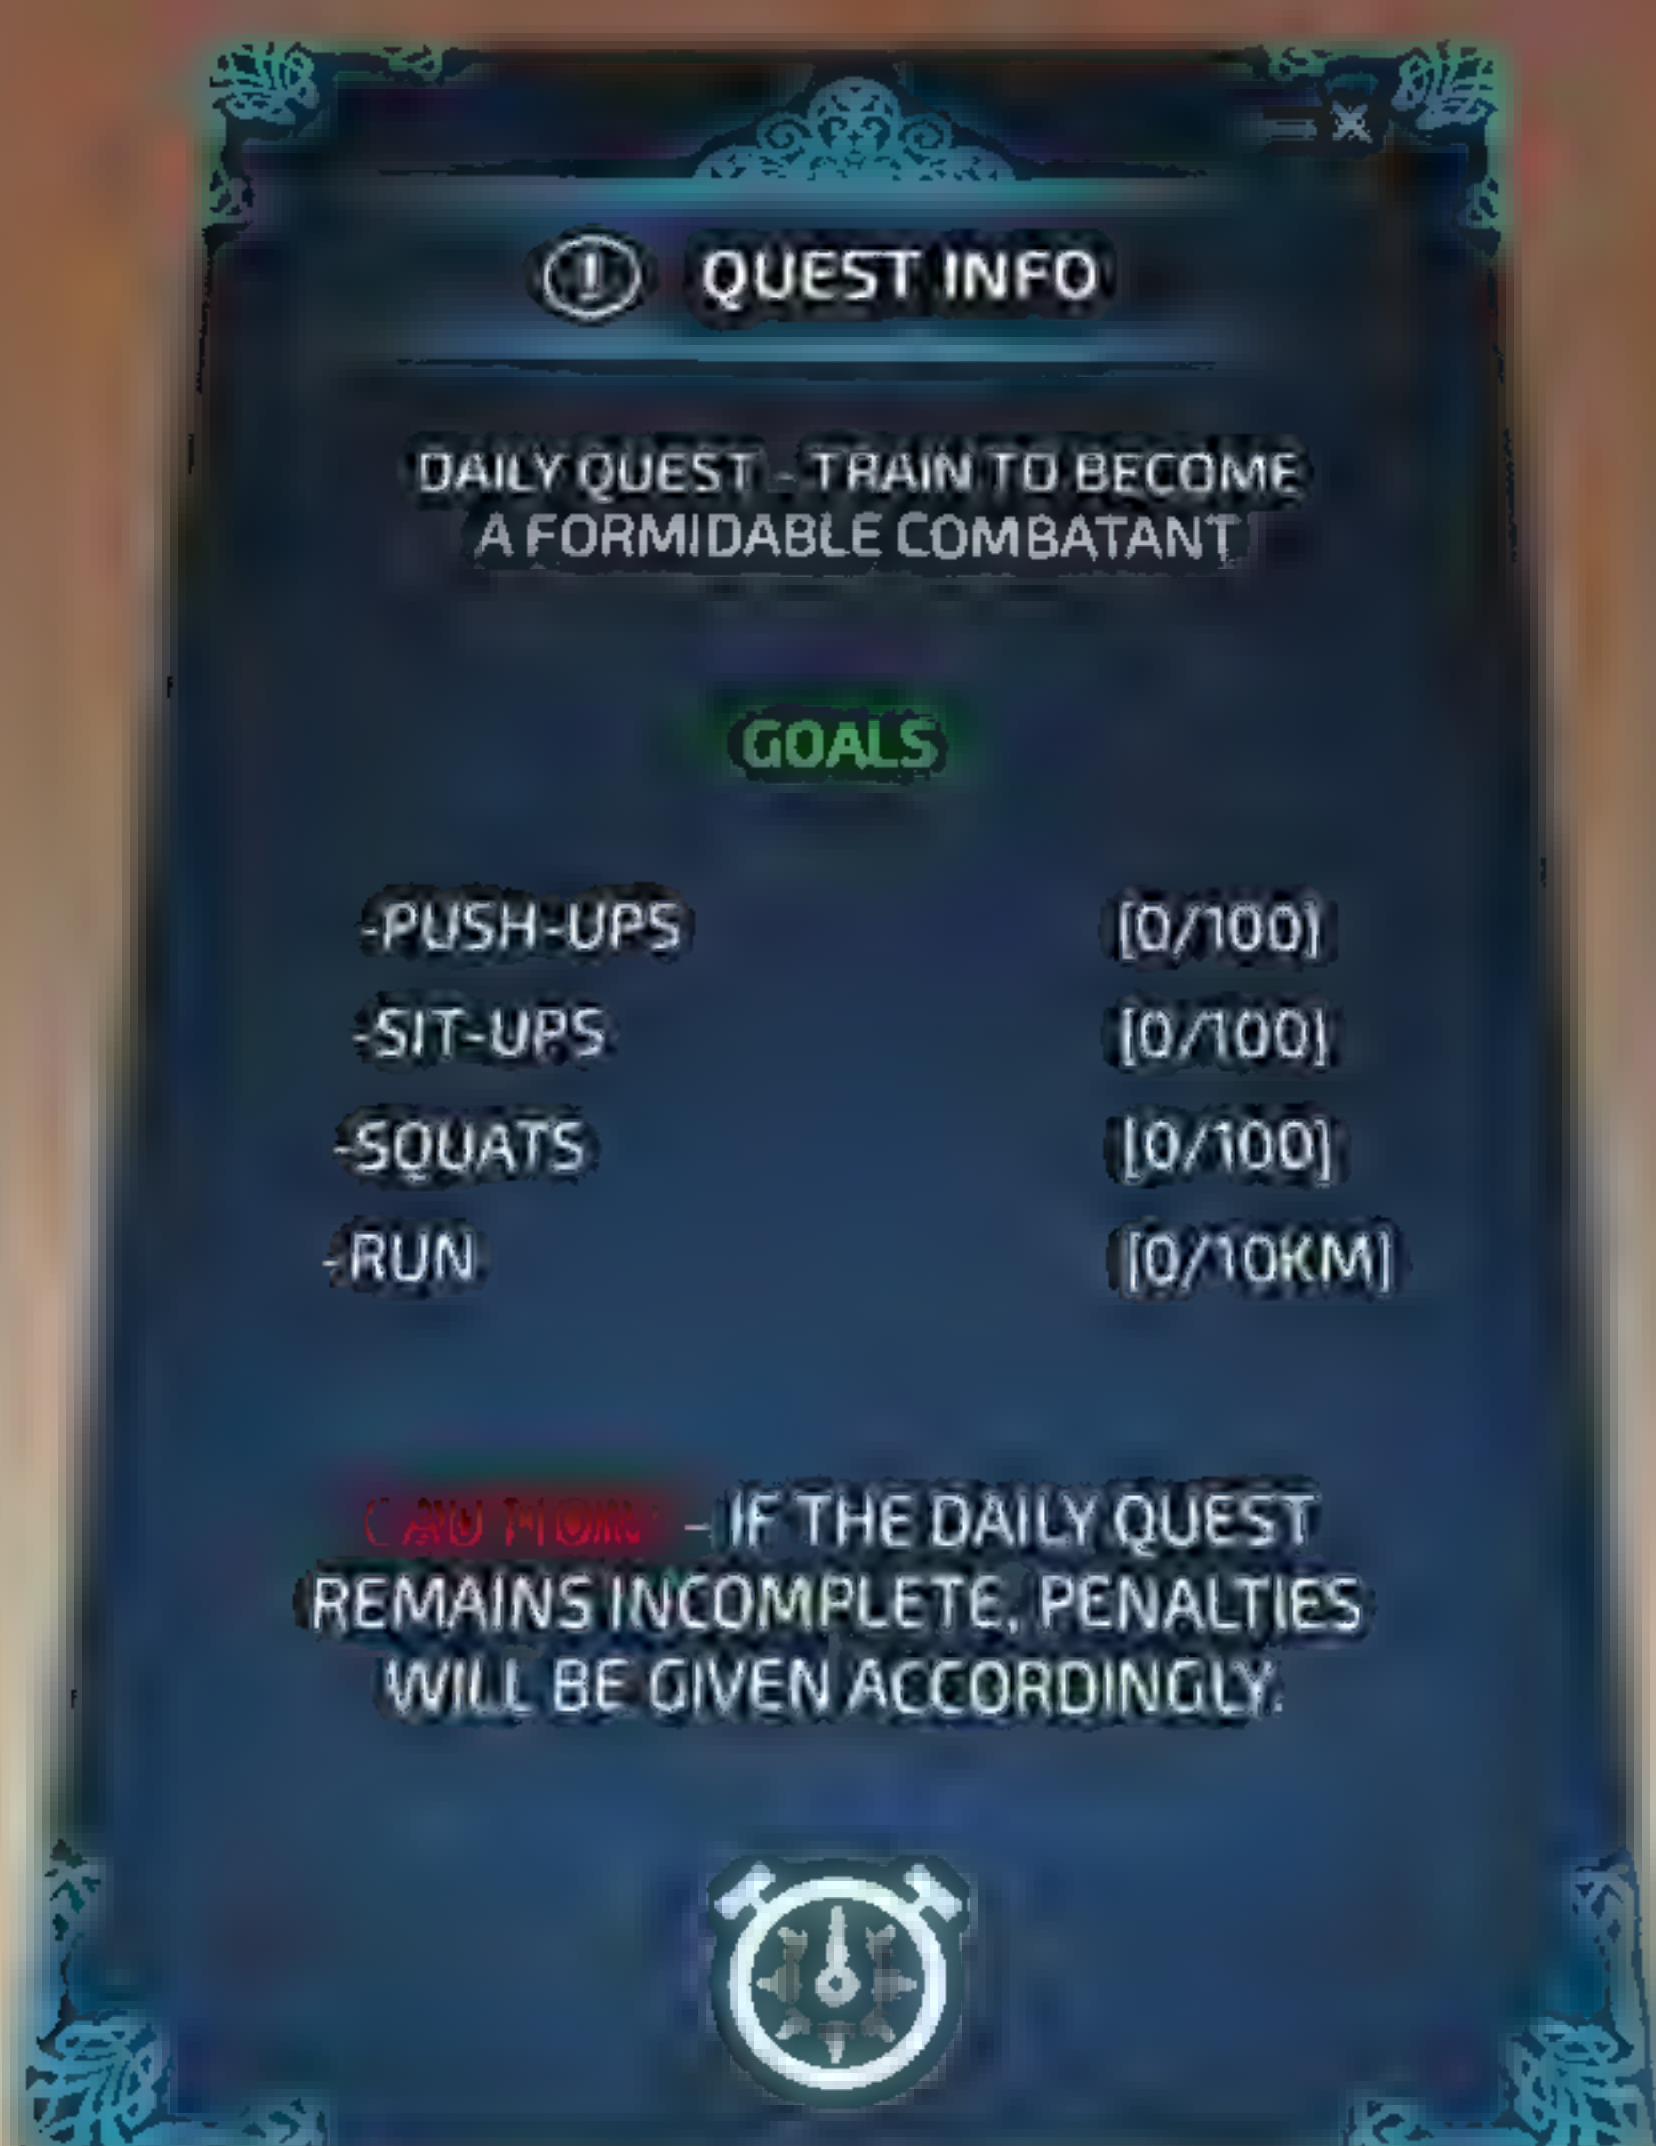 QUEST INFO
DAILY QUEST - TRAIN TO BECOME
A FORMIDABLE COMBATANT
GOALS
-PUSH-UPS [0/100]
-SIT-UPS [0/100]
-SQUATS [0/100]
-RUN [0/10KM]
CAUTION! - IF THE DAILY QUEST
REMAINS INCOMPLETE, PENALTIES
WILL BE GIVEN ACCORDINGLY.